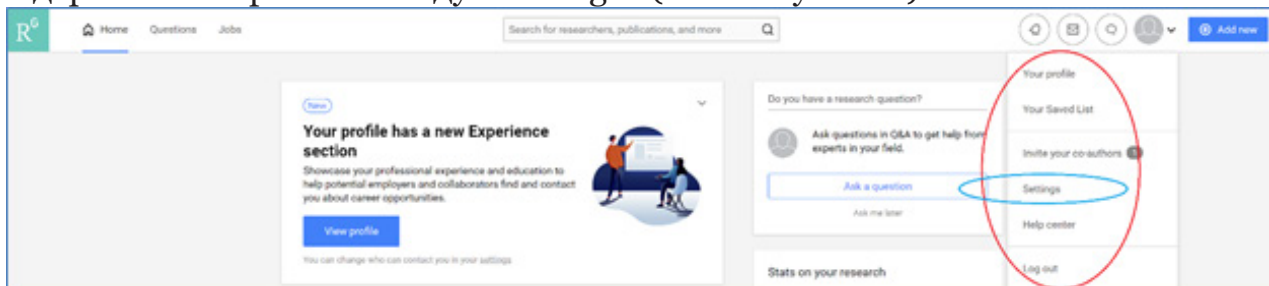 RG
Home Questions Jobs
Search for researchers, publications, and more
Add new
New
Your profile has a new Experience
section
Showcase your professional experience and education to
help potential employers and collaborators find and contact
you about career opportunities.
View profile
You can change who can contact you in your settings.
Do you have a research question?
Ask questions in Q&A to get help from
experts in your field.
Ask a question
Ask me later
Stats on your research
Your profile
Your Saved List
Invite your co-authors
Settings
Help center
Log out